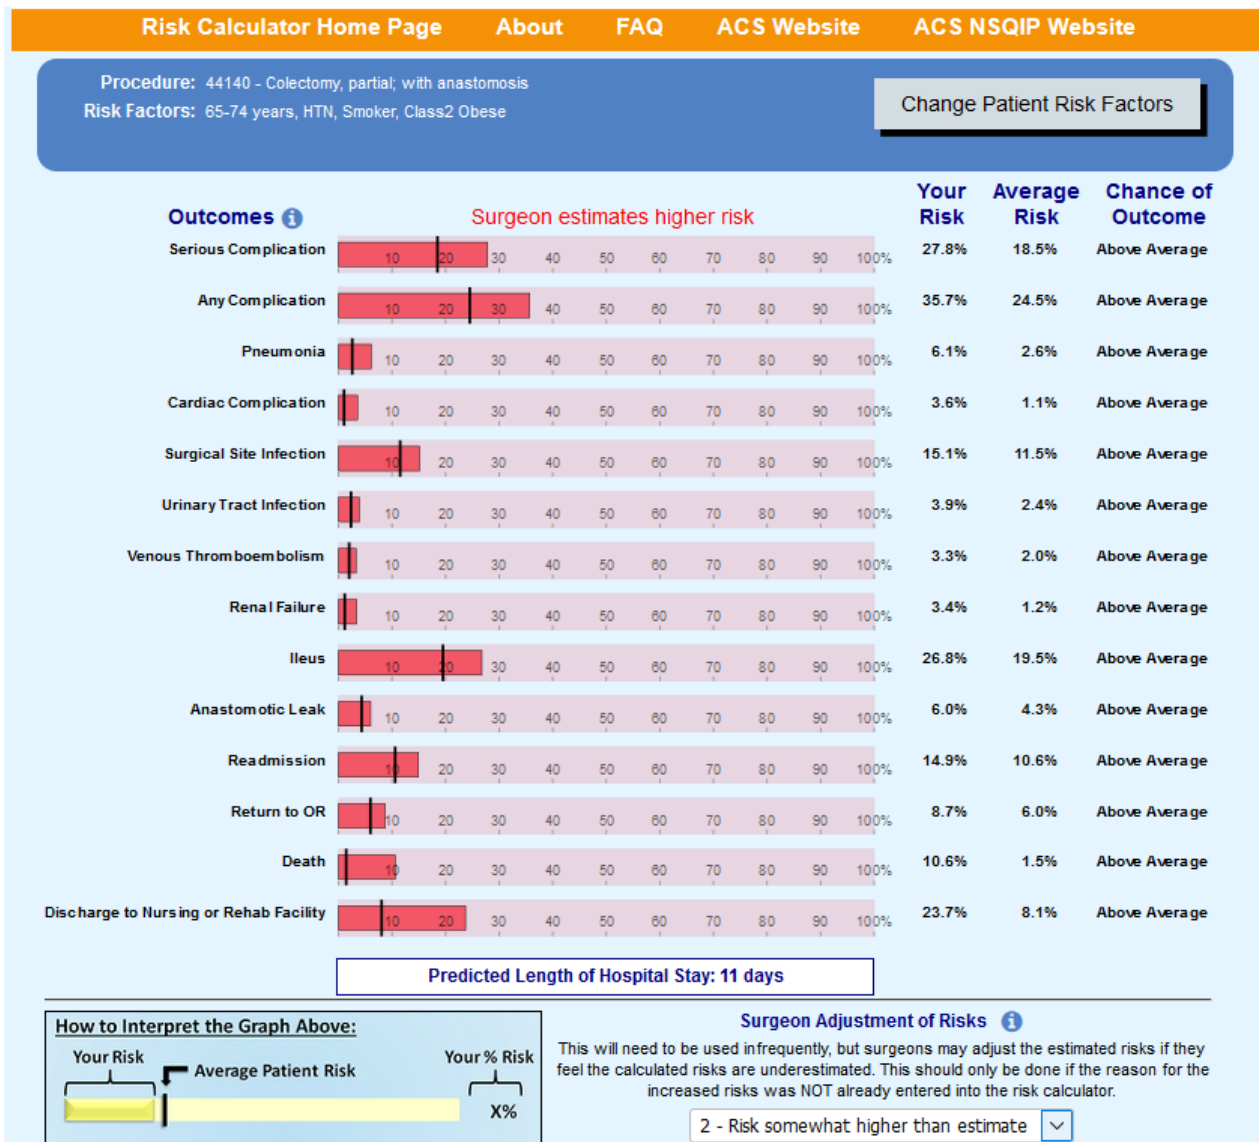 Risk Calculator Home Page About FAQ ACS Website ACS NSQIP Website
Procedure: 44140 - Colectomy, partial; with anastomosis
Risk Factors: 65-74 years, HTN, Smoker, Class2 Obese
Change Patient Risk Factors
Outcomes i Surgeon estimates higher risk Your Risk Average Risk Chance of Outcome
Serious Complication 10 20 30 40 50 60 70 80 90 100% 27.8% 18.5% Above Average
Any Complication 10 20 30 40 50 60 70 80 90 100% 35.7% 24.5% Above Average
Pneumonia 10 20 30 40 50 60 70 80 90 100% 6.1% 2.6% Above Average
Cardiac Complication 10 20 30 40 50 60 70 80 90 100% 3.6% 1.1% Above Average
Surgical Site Infection 10 20 30 40 50 60 70 80 90 100% 15.1% 11.5% Above Average
Urinary Tract Infection 10 20 30 40 50 60 70 80 90 100% 3.9% 2.4% Above Average
Venous Thromboembolism 10 20 30 40 50 60 70 80 90 100% 3.3% 2.0% Above Average
Renal Failure 10 20 30 40 50 60 70 80 90 100% 3.4% 1.2% Above Average
Ileus 10 20 30 40 50 60 70 80 90 100% 26.8% 19.5% Above Average
Anastomotic Leak 10 20 30 40 50 60 70 80 90 100% 6.0% 4.3% Above Average
Readmission 10 20 30 40 50 60 70 80 90 100% 14.9% 10.6% Above Average
Return to OR 10 20 30 40 50 60 70 80 90 100% 8.7% 6.0% Above Average
Death 10 20 30 40 50 60 70 80 90 100% 10.6% 1.5% Above Average
Discharge to Nursing or Rehab Facility 10 20 30 40 50 60 70 80 90 100% 23.7% 8.1% Above Average
Predicted Length of Hospital Stay: 11 days
How to Interpret the Graph Above:
Your Risk Average Patient Risk Your % Risk
X%
Surgeon Adjustment of Risks i
This will need to be used infrequently, but surgeons may adjust the estimated risks if they
feel the calculated risks are underestimated. This should only be done if the reason for the
increased risks was NOT already entered into the risk calculator.
2 - Risk somewhat higher than estimate